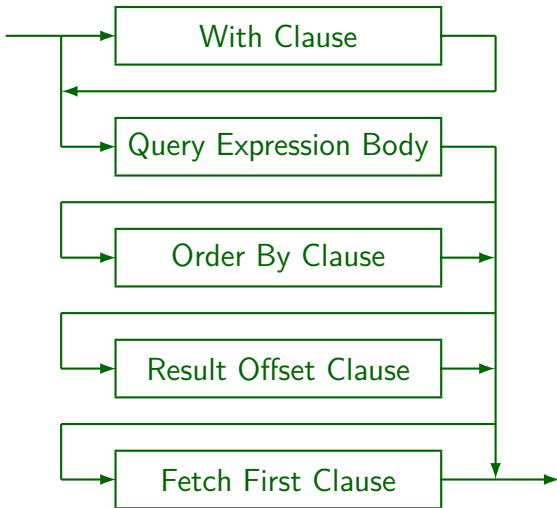 With Clause
Query Expression Body
Order By Clause
Result Offset Clause
Fetch First Clause